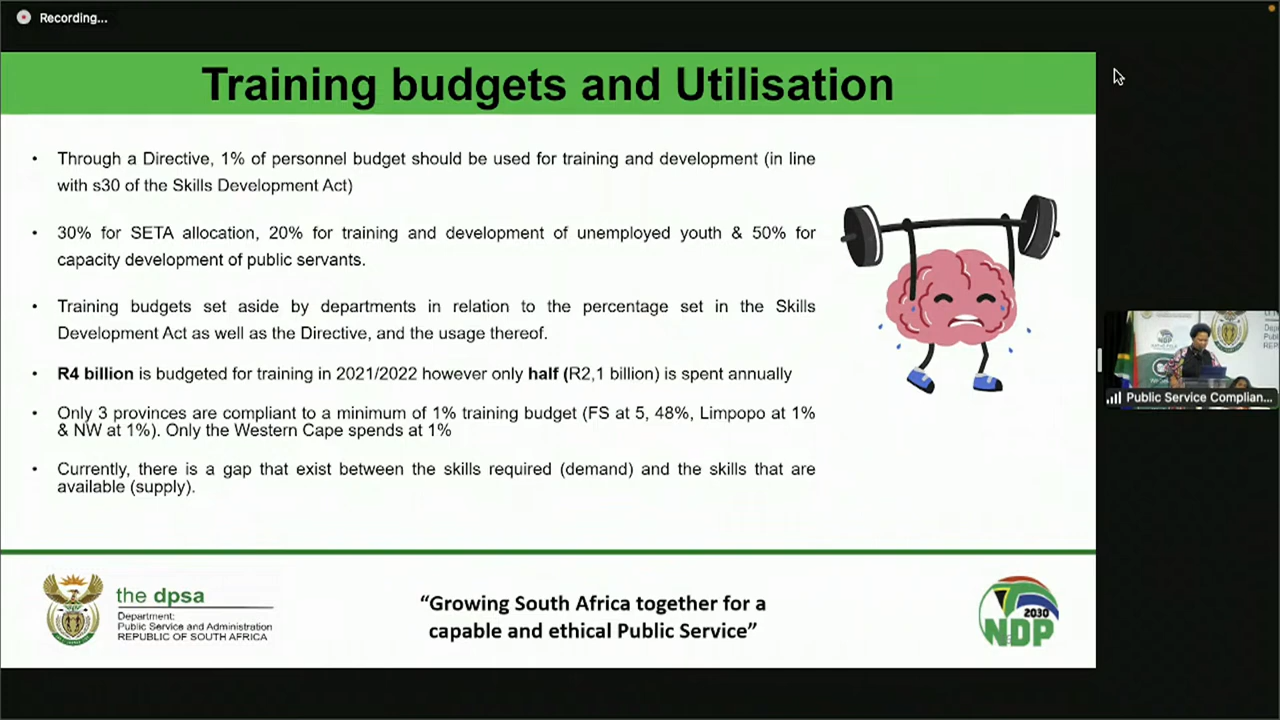 Recording...
Training budgets and Utilisation
• Through a Directive, 1% of personnel budget should be used for training and development (in line
with s30 of the Skills Development Act)
• 30% for SETA allocation, 20% for training and development of unemployed youth & 50% for
capacity development of public servants.
• Training budgets set aside by departments in relation to the percentage set in the Skills
Development Act as well as the Directive, and the usage thereof.
• R4 billion is budgeted for training in 2021/2022 however only half (R2,1 billion) is spent annually
• Only 3 provinces are compliant to a minimum of 1% training budget (FS at 5, 48%, Limpopo at 1%
& NW at 1%). Only the Western Cape spends at 1%
• Currently, there is a gap that exist between the skills required (demand) and the skills that are
available (supply).
Public Service Complian...
the dpsa
Department:
Public Service and Administration
REPUBLIC OF SOUTH AFRICA
“Growing South Africa together for a
capable and ethical Public Service”
2030
NDP